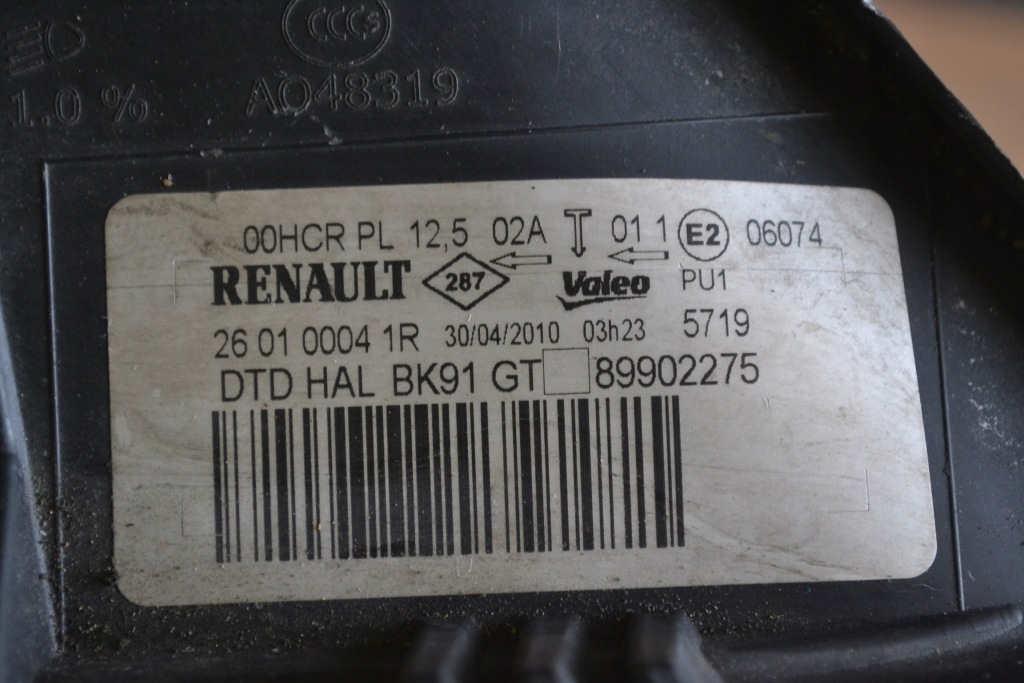 CCCS
1.0 % A048319
00HCR PL 12,5 02A 01 1 E2 06074
RENAULT 287 Valeo PU1
26 01 0004 1R 30/04/2010 03h23 5719
DTD HAL BK91 GT 89902275